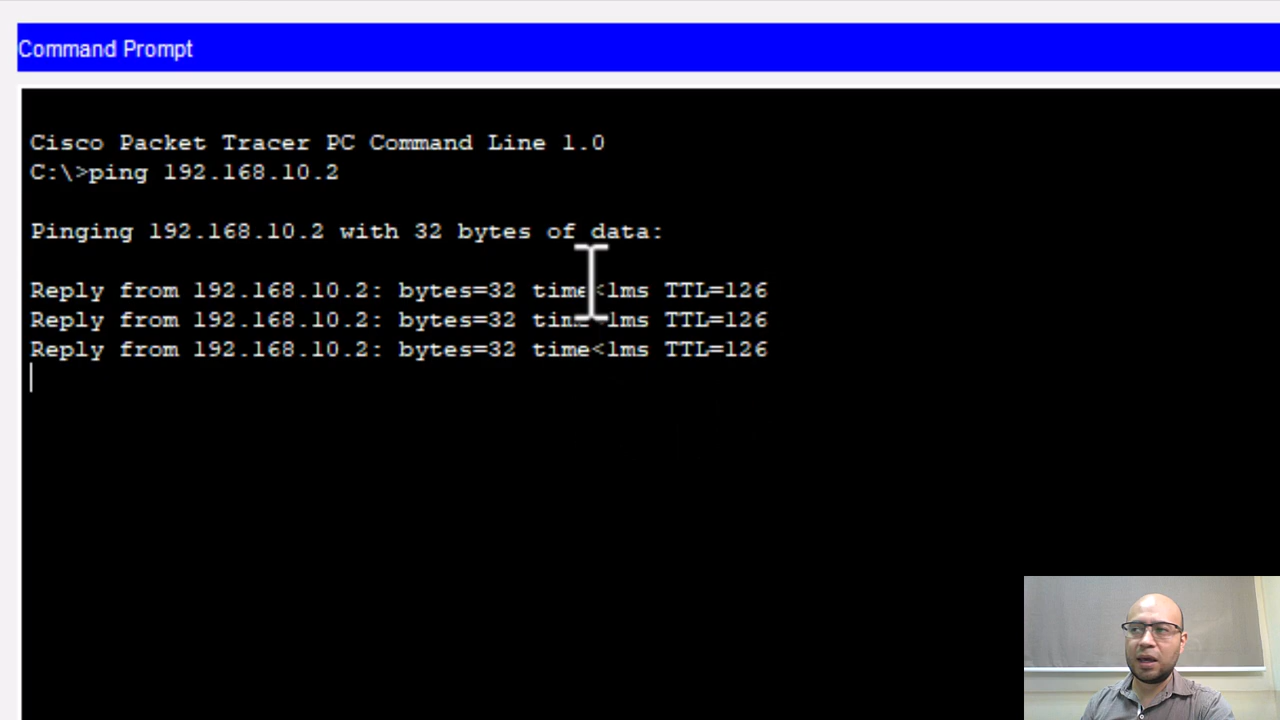 Command Prompt
Cisco Packet Tracer PC Command Line 1.0
C:\>ping 192.168.10.2
Pinging 192.168.10.2 with 32 bytes of data:
Reply from 192.168.10.2: bytes=32 time<1ms TTL=126
Reply from 192.168.10.2: bytes=32 time<1ms TTL=126
Reply from 192.168.10.2: bytes=32 time<1ms TTL=126